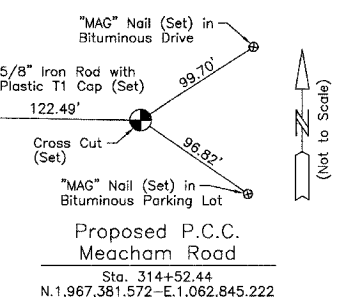 "MAG" Nail (Set) in
Bituminous Drive
5/8" Iron Rod with
Plastic T1 Cap (Set)
99.70'
122.49'
Cross Cut
(Set)
96.82'
"MAG" Nail (Set) in
Bituminous Parking Lot
N
(Not to Scale)
Proposed P.C.C.
Meacham Road
Sta. 314+52.44
N.1,967,381.572-E.1,062,845.222